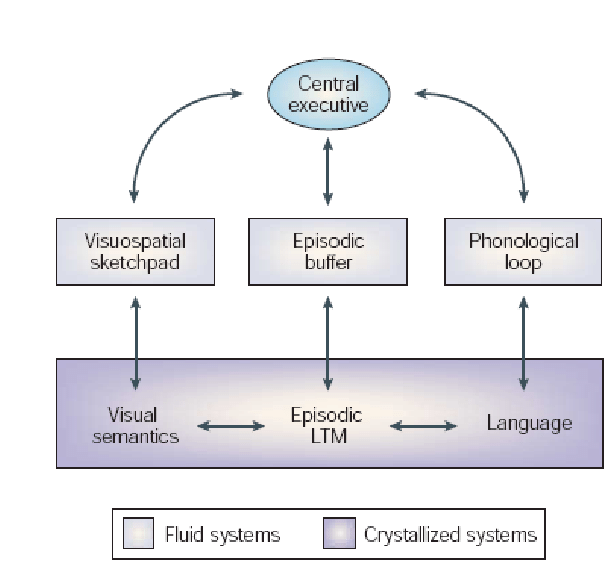 Central
executive
Visuospatial
sketchpad
Episodic
buffer
Phonological
loop
Visual
semantics
Episodic
LTM
Language
Fluid systems
Crystallized systems